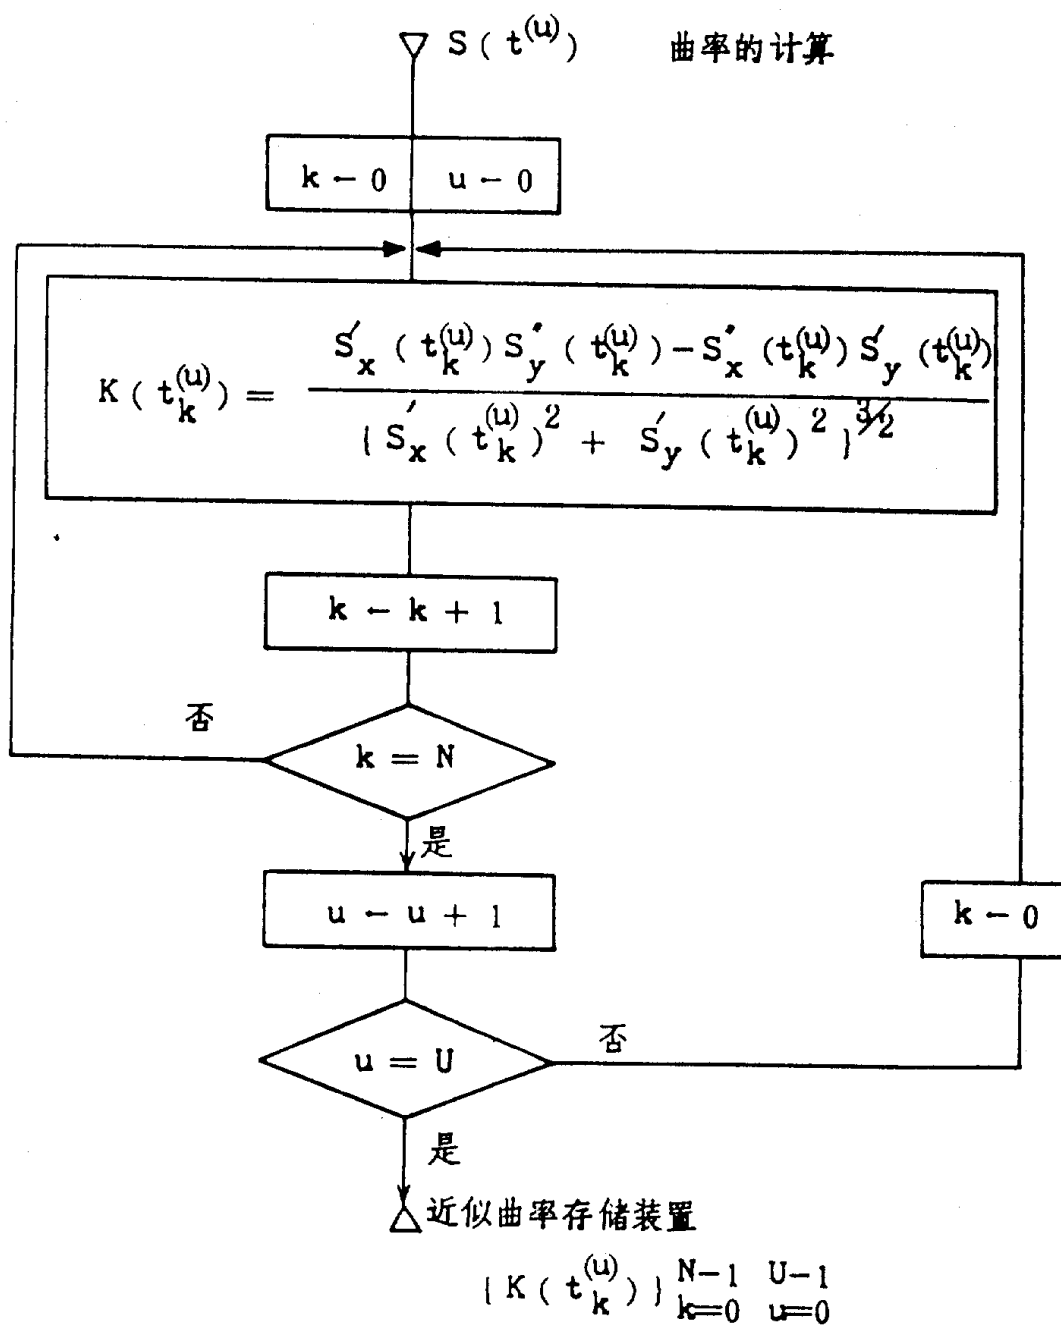 S ( t^(u) ) 曲率的计算
k ← 0 u ← 0
K ( t_k^(u) ) = S′_x ( t_k^(u) ) S″_y ( t_k^(u) ) − S″_x ( t_k^(u) ) S′_y ( t_k^(u) )
{ S′_x ( t_k^(u) )^2 + S′_y ( t_k^(u) )^2 }^3/2
k ← k + 1
否
k = N
是
u ← u + 1
k ← 0
否
u = U
是
近似曲率存储装置
{ K ( t_k^(u) ) } N−1 U−1
k=0 u=0